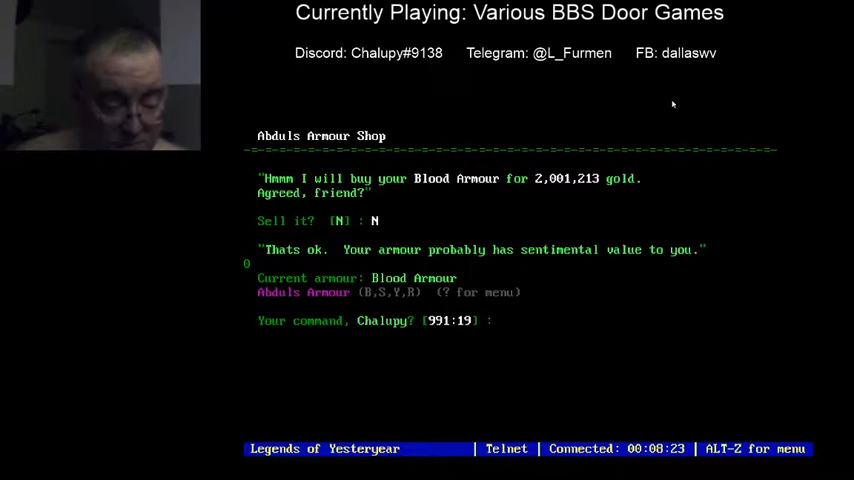 Currently Playing: Various BBS Door Games
Discord: Chalupy#9138 Telegram: @L_Furmen FB: dallaswv
Abduls Armour Shop
-=-=-=-=-=-=-=-=-=-=-=-=-=-=-=-=-=-=-=-=-=-=-=-=-=-=-=-=-=-=-=-=-=-=-=-=-=-
"Hmmm I will buy your Blood Armour for 2,001,213 gold.
Agreed, friend?"
Sell it? [N] : N
"Thats ok. Your armour probably has sentimental value to you."
0
Current armour: Blood Armour
Abduls Armour (B,S,Y,R) (? for menu)
Your command, Chalupy? [991:19] :
Legends of Yesteryear | Telnet | Connected: 00:08:23 | ALT-Z for menu